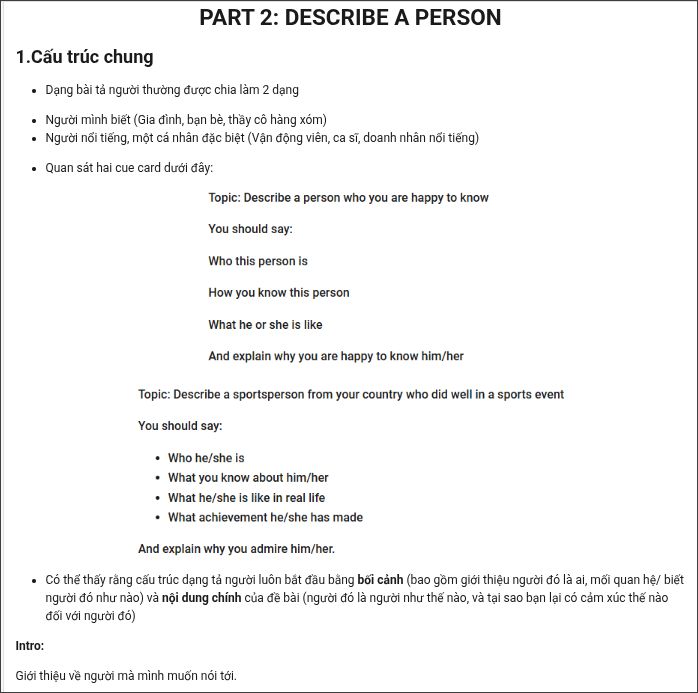 PART 2: DESCRIBE A PERSON
1.Cấu trúc chung
• Dạng bài tả người thường được chia làm 2 dạng
• Người mình biết (Gia đình, bạn bè, thầy cô hàng xóm)
• Người nổi tiếng, một cá nhân đặc biệt (Vận động viên, ca sĩ, doanh nhân nổi tiếng)
• Quan sát hai cue card dưới đây:
Topic: Describe a person who you are happy to know
You should say:
Who this person is
How you know this person
What he or she is like
And explain why you are happy to know him/her
Topic: Describe a sportsperson from your country who did well in a sports event
You should say:
• Who he/she is
• What you know about him/her
• What he/she is like in real life
• What achievement he/she has made
And explain why you admire him/her.
• Có thể thấy rằng cấu trúc dạng tả người luôn bắt đầu bằng bối cảnh (bao gồm giới thiệu người đó là ai, mối quan hệ/ biết
người đó như nào) và nội dung chính của đề bài (người đó là người như thế nào, và tại sao bạn lại có cảm xúc thế nào
đối với người đó)
Intro:
Giới thiệu về người mà mình muốn nói tới.